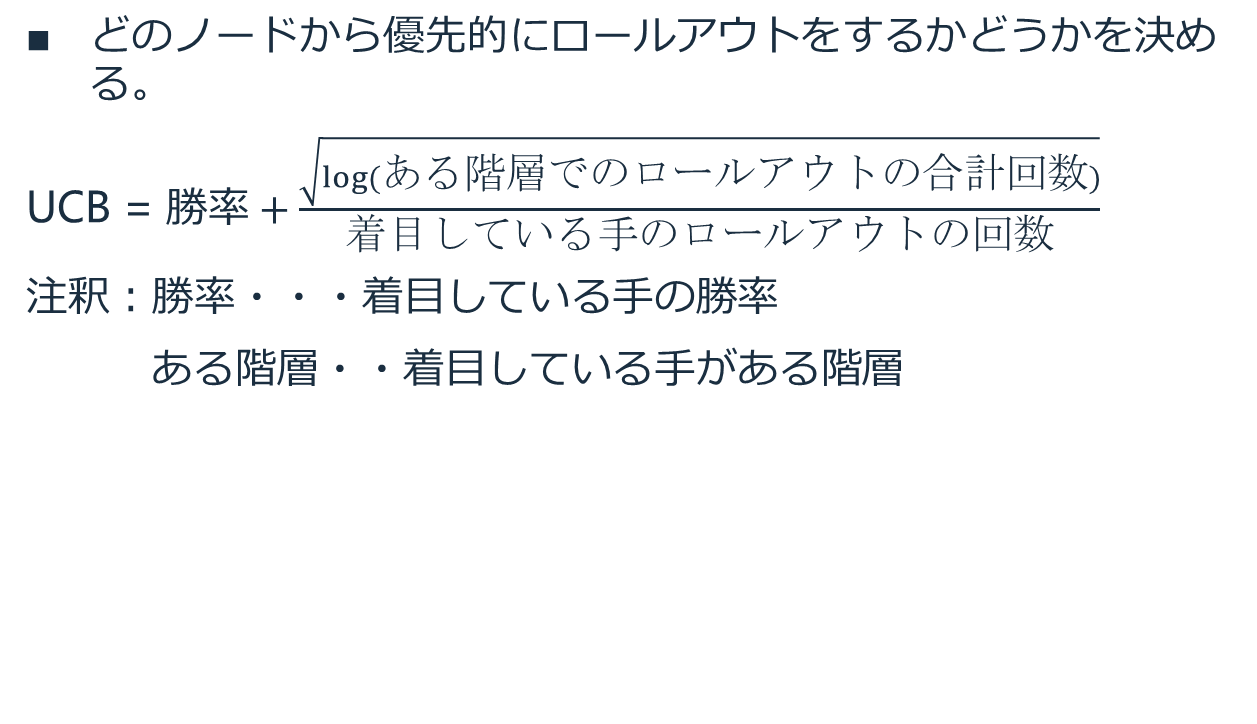 ■ どのノードから優先的にロールアウトをするかどうかを決め
る。
UCB = 勝率 + √log(ある階層でのロールアウトの合計回数)
着目している手のロールアウトの回数
注釈：勝率・・・着目している手の勝率
ある階層・・着目している手がある階層